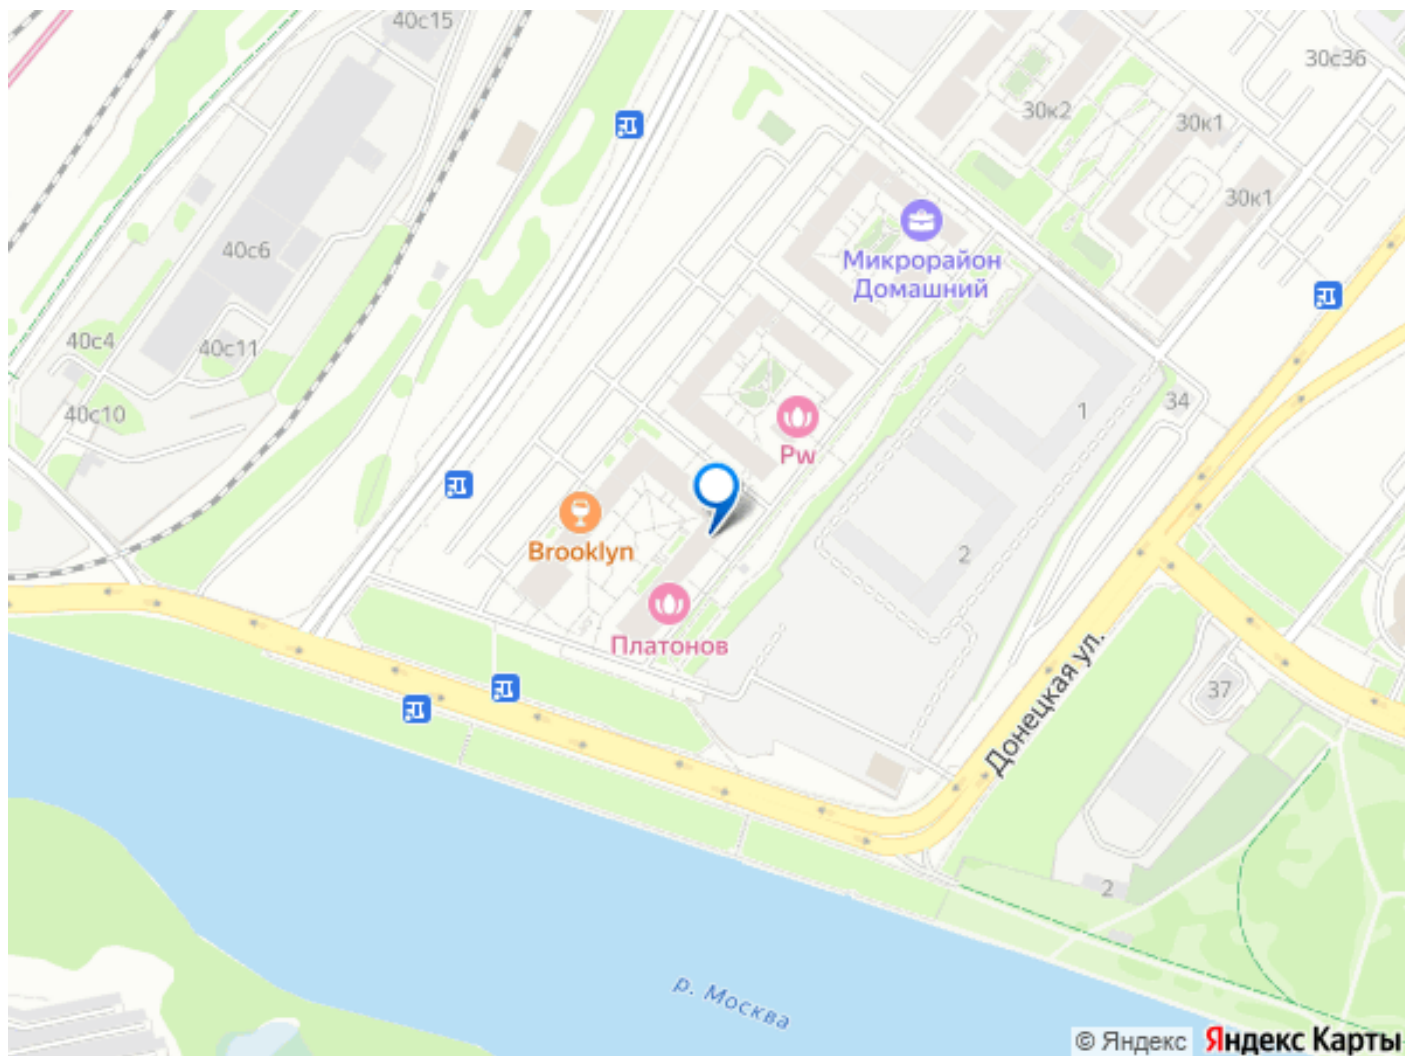 40с15
30с36
30к2
30к1
30к1
40с6
Микрорайон
Домашний
40с4
40с11
40с10
34
1
Pw
Brooklyn
2
Платонов
Донецкая ул.
37
2
р. Москва
© Яндекс Яндекс Карты